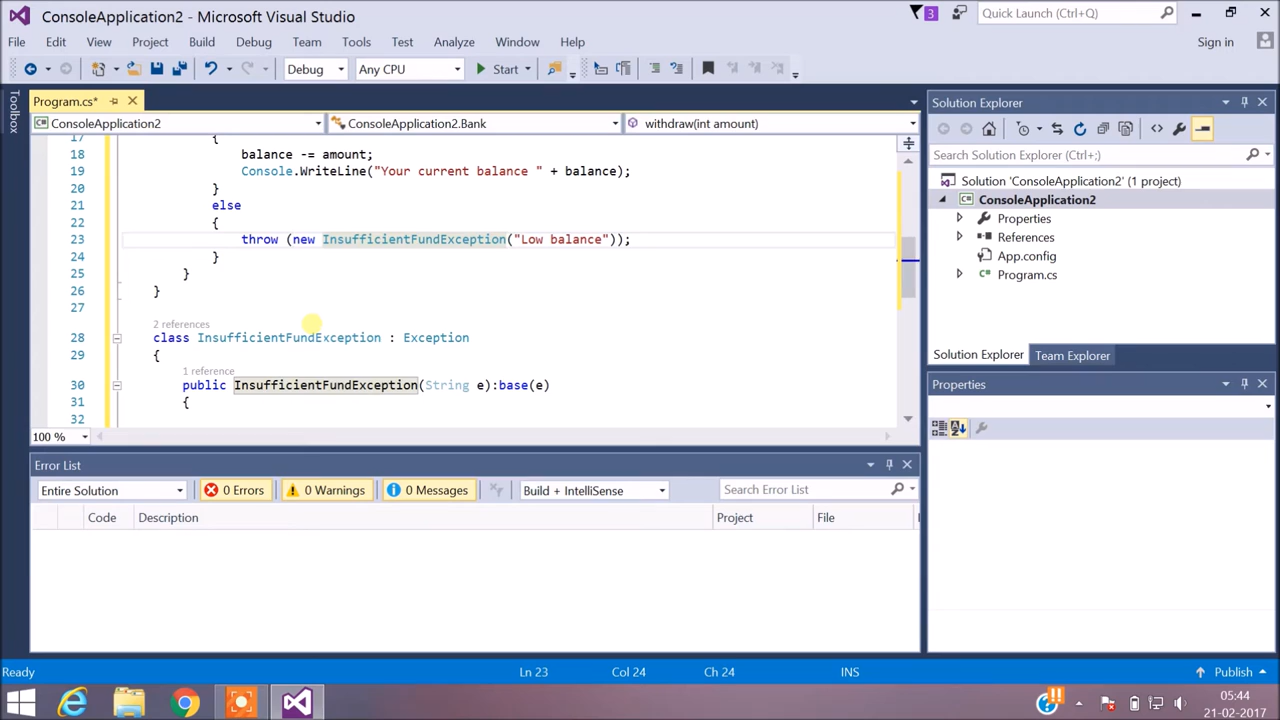 ConsoleApplication2 - Microsoft Visual Studio
3
Quick Launch (Ctrl+Q)
File Edit View Project Build Debug Team Tools Test Analyze Window Help
Sign in
Debug Any CPU Start
Toolbox
Program.cs*
ConsoleApplication2 ConsoleApplication2.Bank withdraw(int amount)
17 {
18 balance -= amount;
19 Console.WriteLine("Your current balance " + balance);
20 }
21 else
22 {
23 throw (new InsufficientFundException("Low balance"));
24 }
25 }
26 }
27
2 references
28 class InsufficientFundException : Exception
29 {
1 reference
30 public InsufficientFundException(String e):base(e)
31 {
32
100 %
Solution Explorer
Search Solution Explorer (Ctrl+;)
Solution 'ConsoleApplication2' (1 project)
ConsoleApplication2
Properties
References
App.config
Program.cs
Solution Explorer Team Explorer
Properties
Error List
Entire Solution 0 Errors 0 Warnings 0 Messages Build + IntelliSense Search Error List
Code Description Project File
Ready Ln 23 Col 24 Ch 24 INS Publish
05:44
21-02-2017